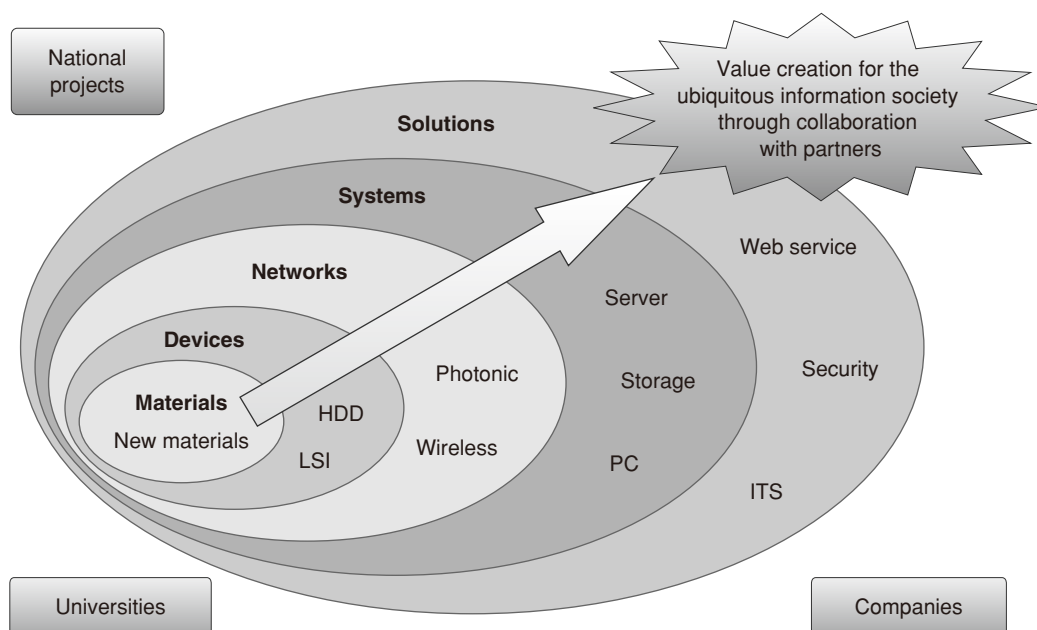 National
projects
Value creation for the
ubiquitous information society
through collaboration
with partners
Solutions
Systems
Networks
Devices
Materials
New materials
HDD
LSI
Photonic
Wireless
Server
Storage
PC
Web service
Security
ITS
Universities
Companies